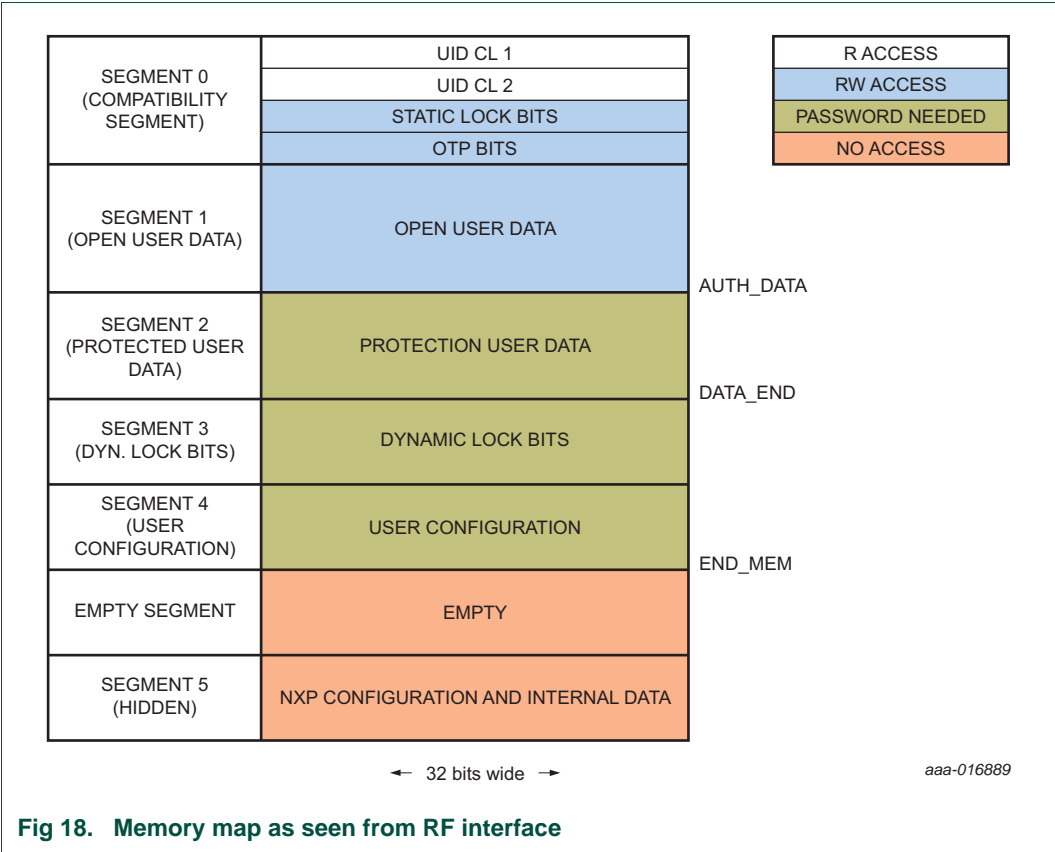 SEGMENT 0
(COMPATIBILITY
SEGMENT)
UID CL 1
UID CL 2
STATIC LOCK BITS
OTP BITS
R ACCESS
RW ACCESS
PASSWORD NEEDED
NO ACCESS
SEGMENT 1
(OPEN USER DATA)
OPEN USER DATA
AUTH_DATA
SEGMENT 2
(PROTECTED USER
DATA)
PROTECTION USER DATA
DATA_END
SEGMENT 3
(DYN. LOCK BITS)
DYNAMIC LOCK BITS
SEGMENT 4
(USER
CONFIGURATION)
USER CONFIGURATION
END_MEM
EMPTY SEGMENT
EMPTY
SEGMENT 5
(HIDDEN)
NXP CONFIGURATION AND INTERNAL DATA
32 bits wide
aaa-016889
Fig 18. Memory map as seen from RF interface